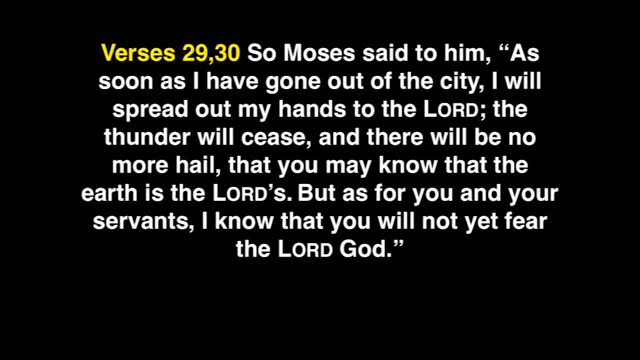 Verses 29,30 So Moses said to him, “As
soon as I have gone out of the city, I will
spread out my hands to the LORD; the
thunder will cease, and there will be no
more hail, that you may know that the
earth is the LORD’s. But as for you and your
servants, I know that you will not yet fear
the LORD God.”